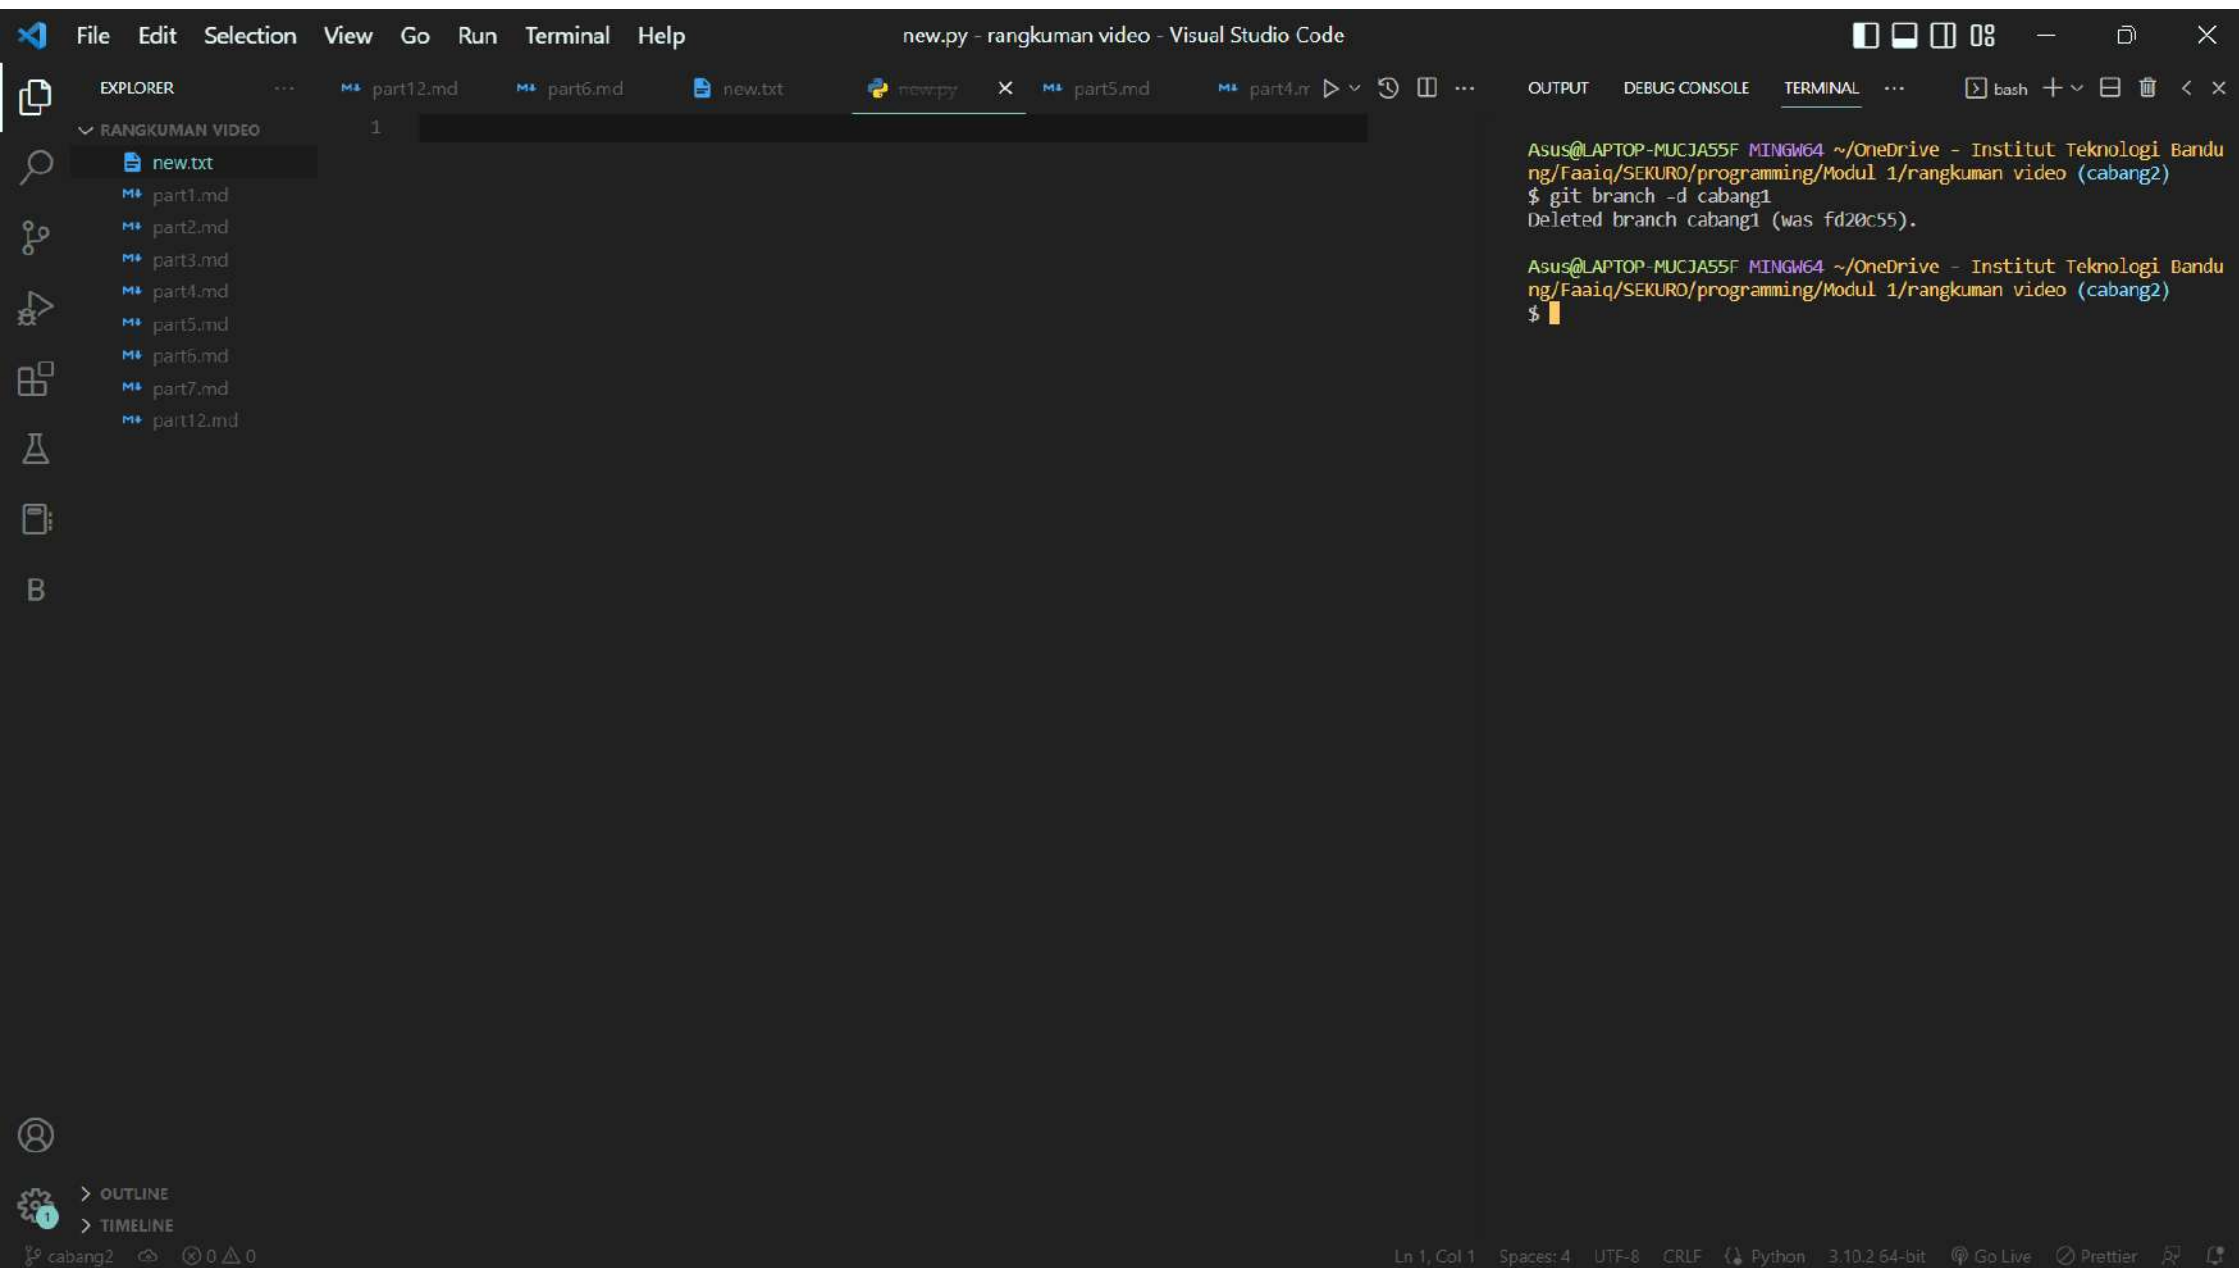 File Edit Selection View Go Run Terminal Help
new.py - rangkuman video - Visual Studio Code
EXPLORER
part12.md
part6.md
new.txt
new.py
part5.md
part4.m
OUTPUT
DEBUG CONSOLE
TERMINAL
bash
RANGKUMAN VIDEO
new.txt
part1.md
part2.md
part3.md
part4.md
part5.md
part6.md
part7.md
part12.md
1
Asus@LAPTOP-MUCJA55F MINGW64 ~/OneDrive - Institut Teknologi Bandu
ng/Faaiq/SEKURO/programming/Modul 1/rangkuman video (cabang2)
$ git branch -d cabang1
Deleted branch cabang1 (was fd20c55).
Asus@LAPTOP-MUCJA55F MINGW64 ~/OneDrive - Institut Teknologi Bandu
ng/Faaiq/SEKURO/programming/Modul 1/rangkuman video (cabang2)
$
B
OUTLINE
1
TIMELINE
cabang2 0 0 Ln 1, Col 1 Spaces: 4 UTF-8 CRLF Python 3.10.2 64-bit Go Live Prettier